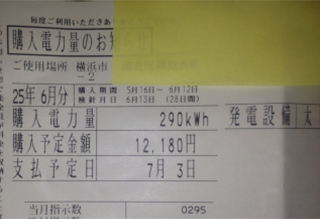 毎度ご利用いただきあり
購入電力量のお知らせ
ご使用場所 横浜市
-2
25年 6月分 購入期間 5月16日～ 6月12日
検針月日 6月13日 (28日間)
購入電力量 290kWh 発電設備 太
購入予定金額 12,180円
支払予定日 7月 3日
当月指示数 0295